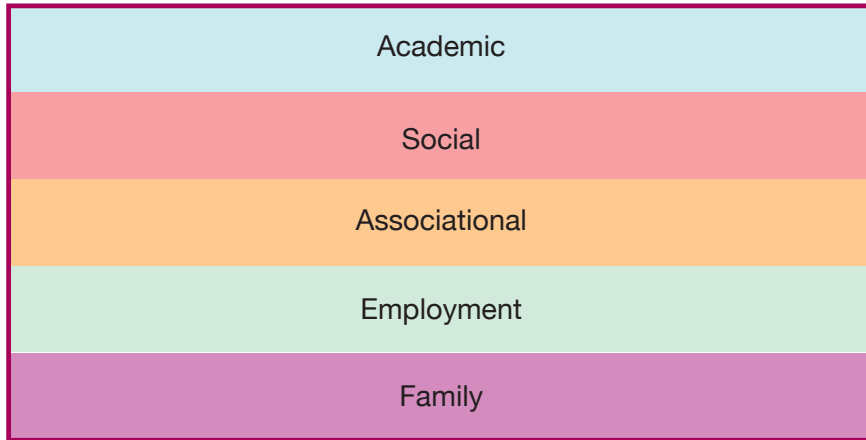 Academic
Social
Associational
Employment
Family